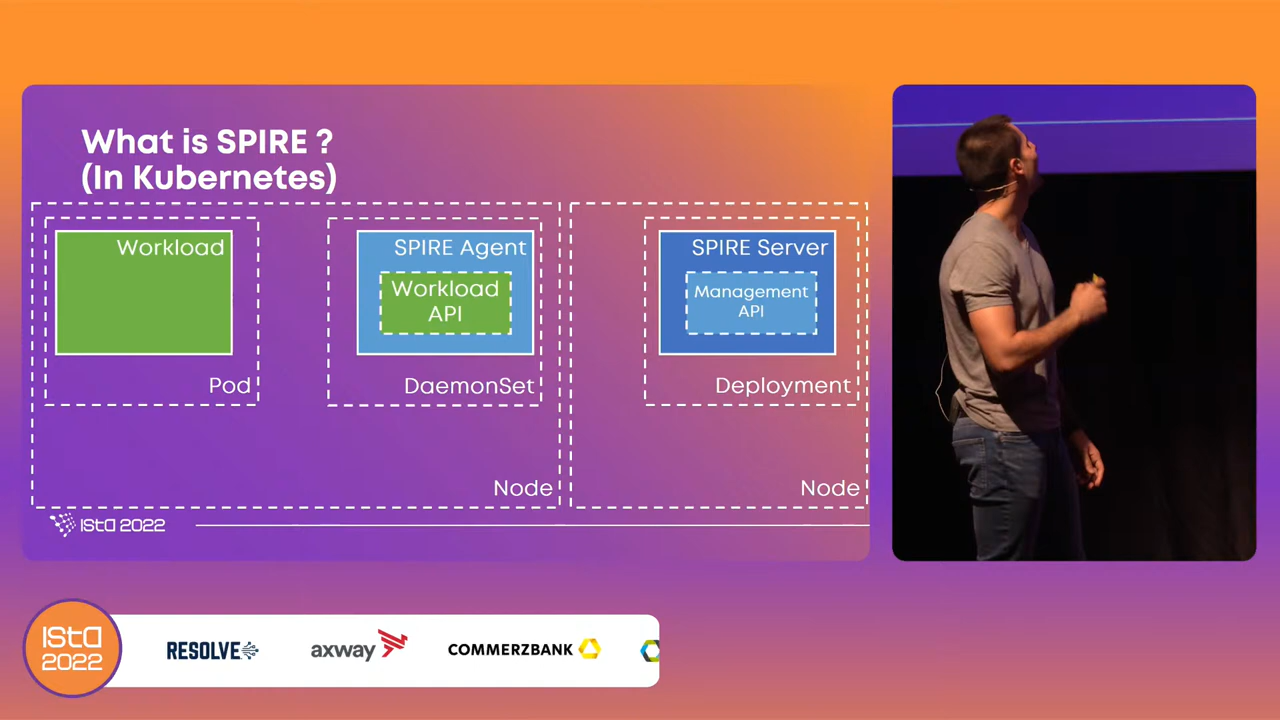 What is SPIRE ?
(In Kubernetes)
Workload
Pod
SPIRE Agent
Workload
API
DaemonSet
Node
SPIRE Server
Management
API
Deployment
Node
ISTA 2022
ISTA
2022
RESOLVE
axway
COMMERZBANK